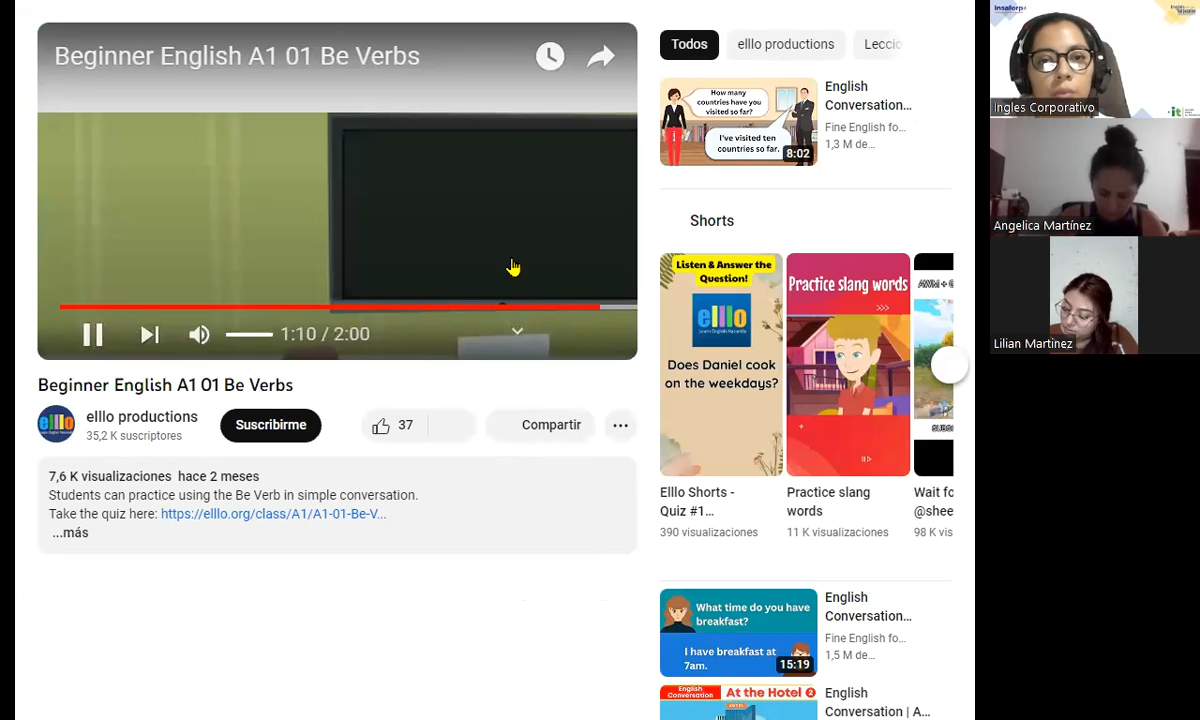 Beginner English A1 01 Be Verbs
1:10 / 2:00
Beginner English A1 01 Be Verbs
elllo productions
35,2 K suscriptores
Suscribirme
37
Compartir
7,6 K visualizaciones hace 2 meses
Students can practice using the Be Verb in simple conversation.
Take the quiz here: https://elllo.org/class/A1/A1-01-Be-V...
...más
Todos
elllo productions
Leccio
How many
countries have you
visited so far?
I've visited ten
countries so far.
8:02
English
Conversation...
Fine English fo...
1,3 M de...
Shorts
Listen & Answer the
Question!
elllo
Does Daniel cook
on the weekdays?
Elllo Shorts -
Quiz #1...
390 visualizaciones
Practice slang words
Practice slang
words
11 K visualizaciones
Wait fo
@shee
98 K vis
What time do you have
breakfast?
I have breakfast at
7am.
15:19
English
Conversation...
Fine English fo...
1,5 M de...
English
Conversation
At the Hotel 2
HOTEL
English
Conversation | A...
Insaforp
Ingles Corporativo
Angelica Martínez
Lilian Martinez